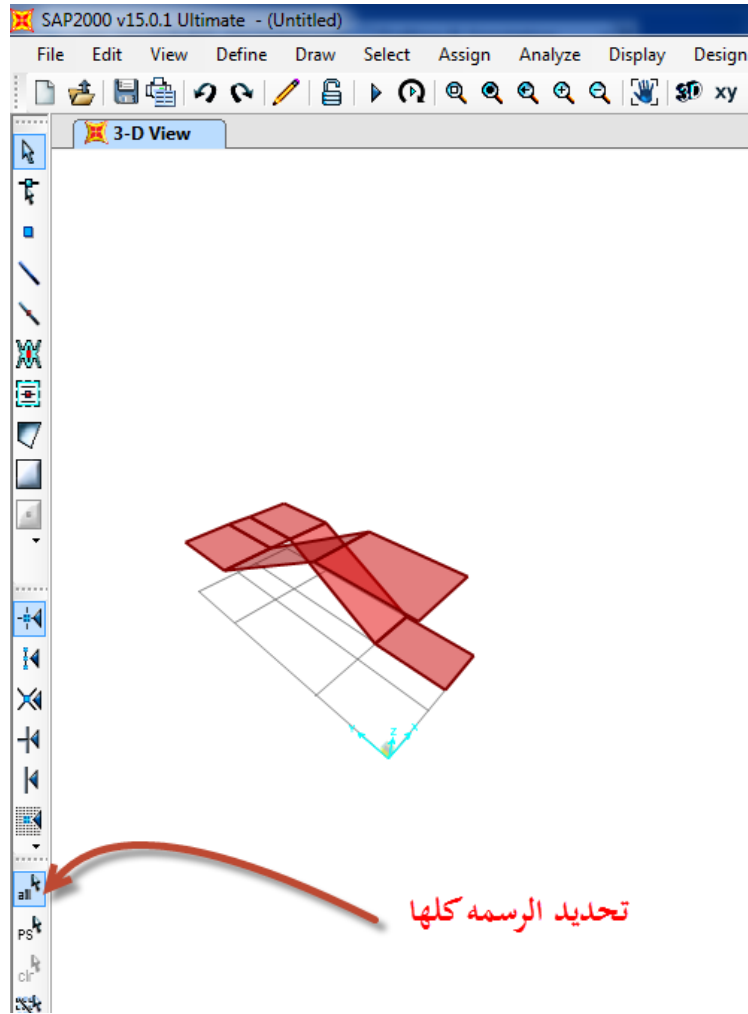 SAP2000 v15.0.1 Ultimate - (Untitled)
File Edit View Define Draw Select Assign Analyze Display Design
3D xy
3-D View
Y Z X
all
تحديد الرسمه كلها
PS
clr